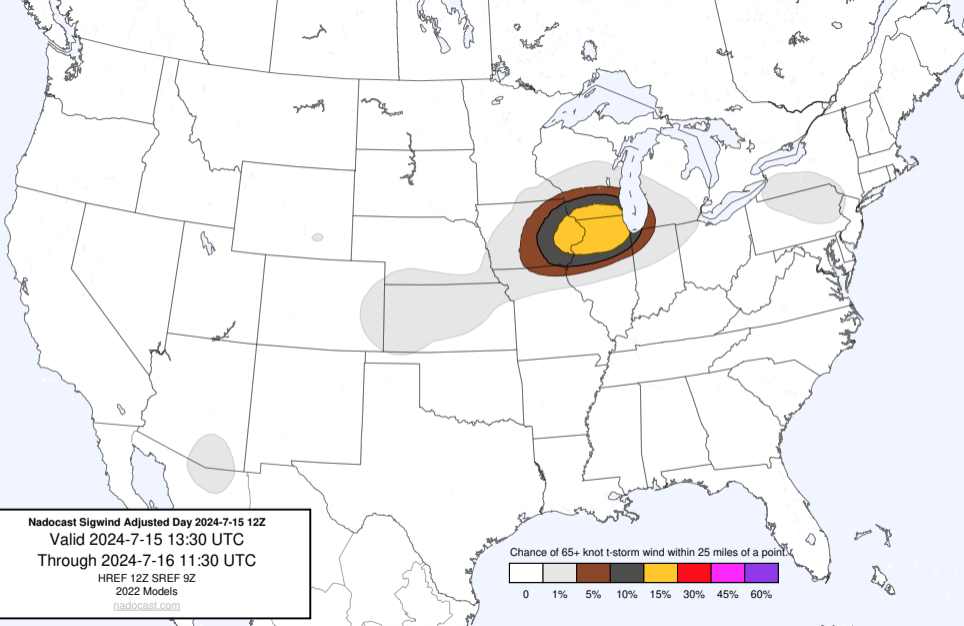 Nadocast Sigwind Adjusted Day 2024-7-15 12Z
Valid 2024-7-15 13:30 UTC
Through 2024-7-16 11:30 UTC
HREF 12Z SREF 9Z
2022 Models
nadocast.com
Chance of 65+ knot t-storm wind within 25 miles of a point.
0 1% 5% 10% 15% 30% 45% 60%